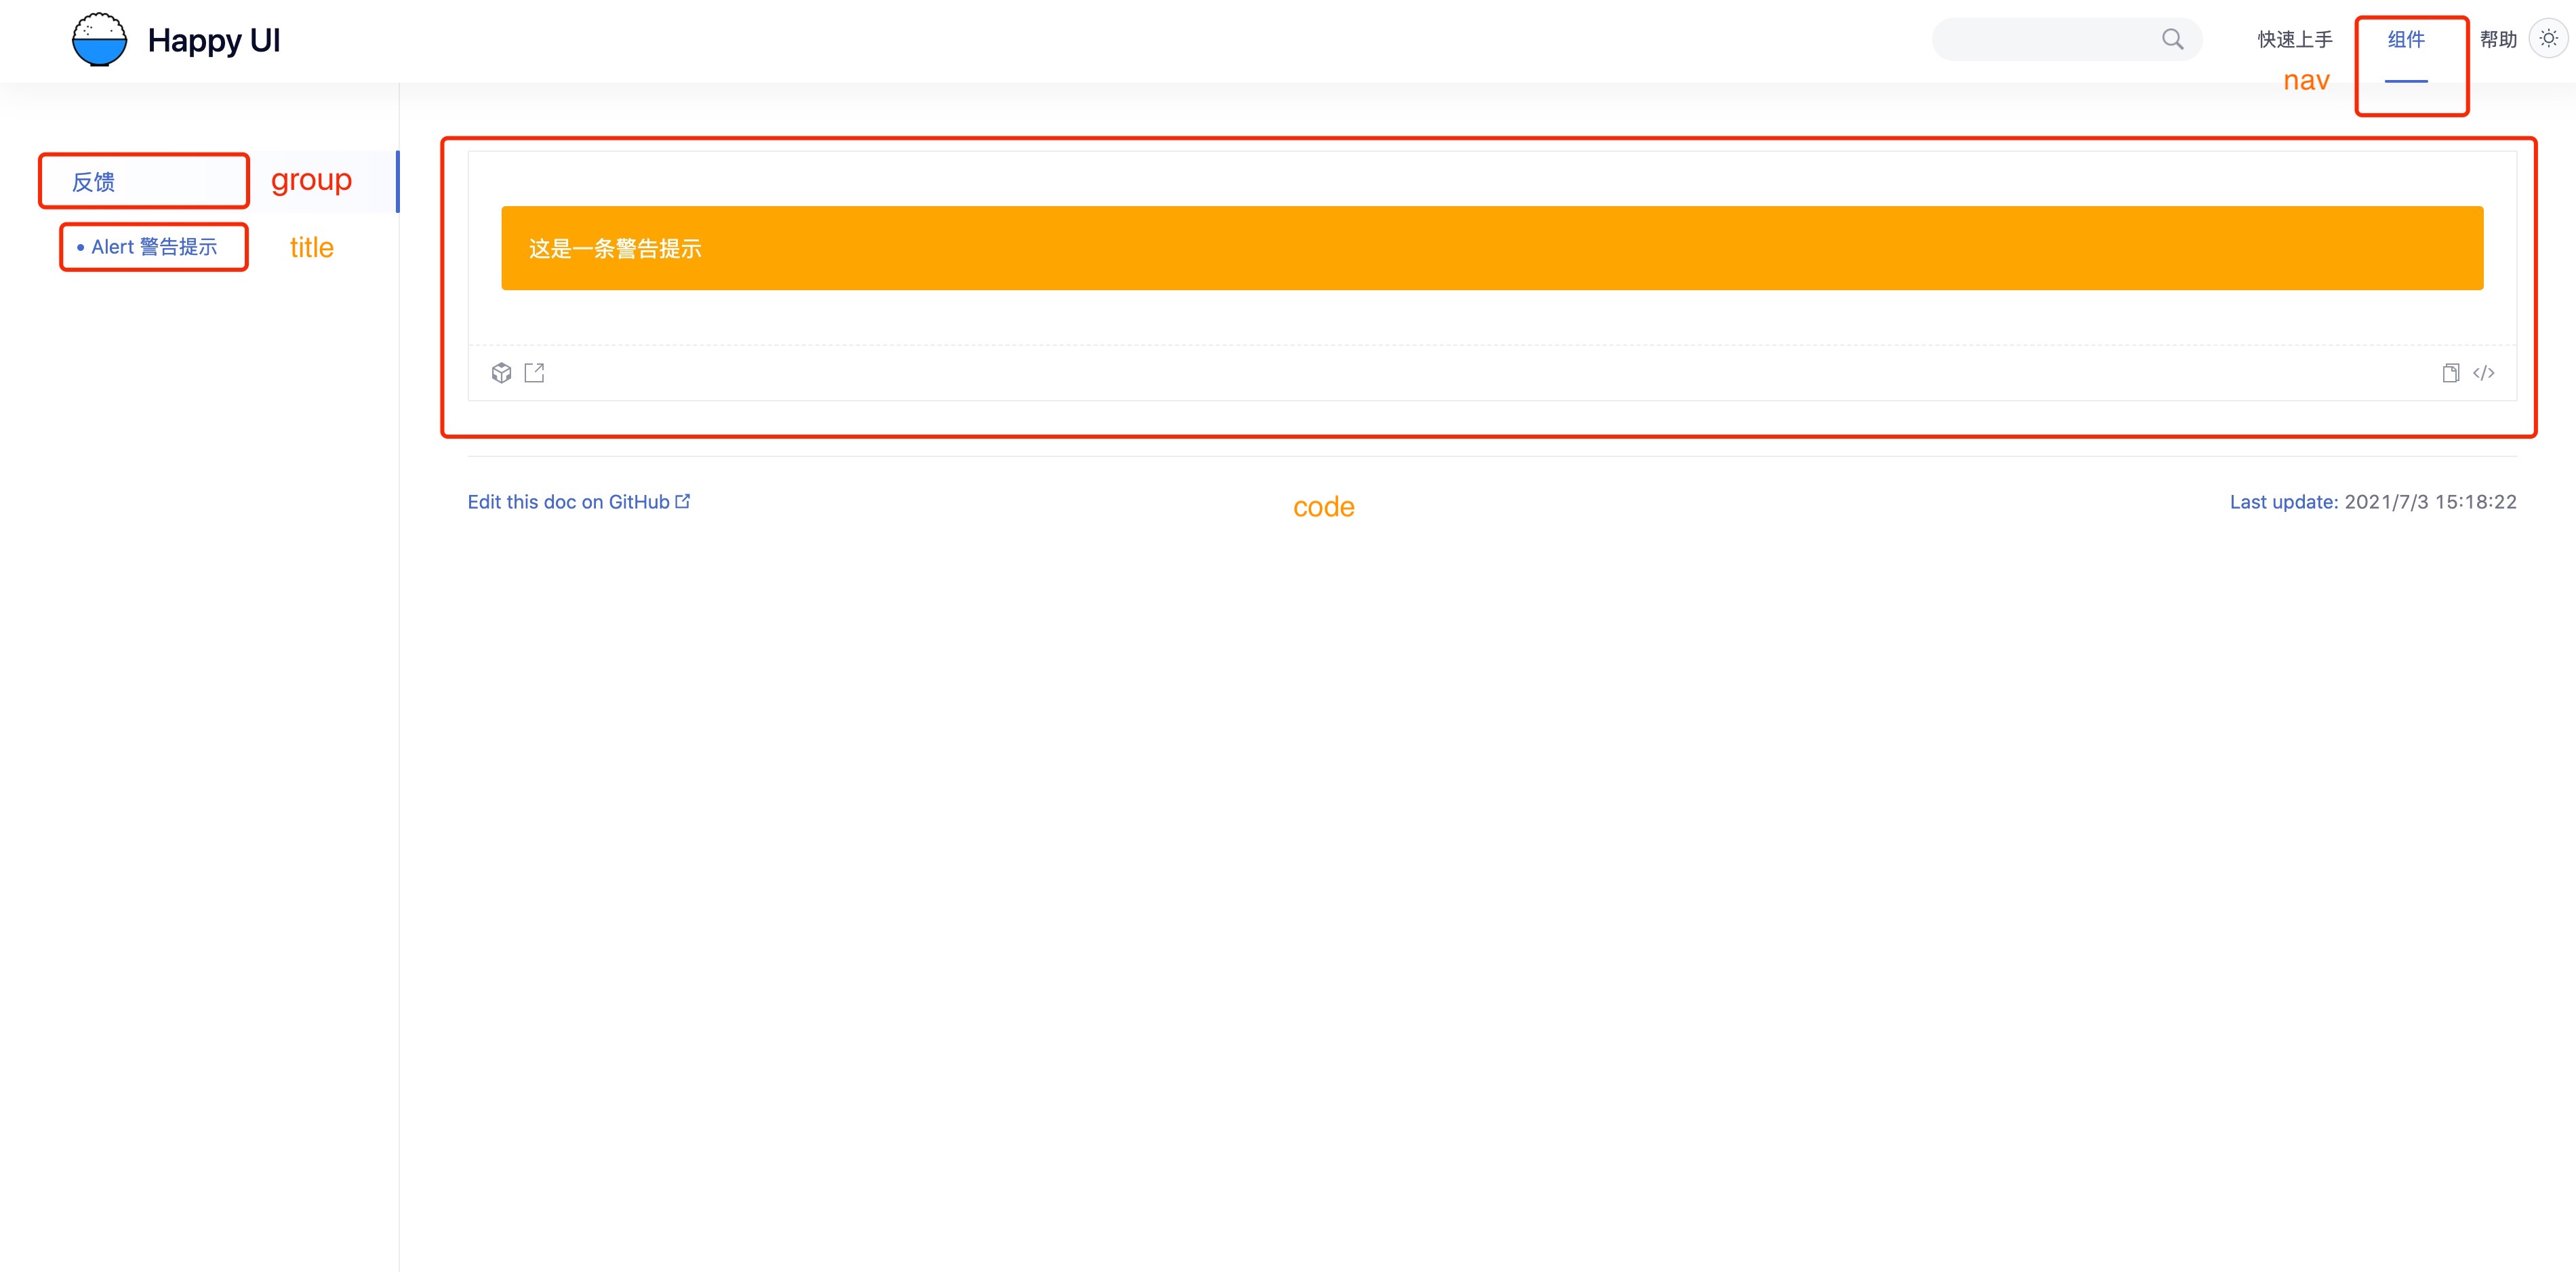 Happy UI
快速上手
组件
帮助
nav
反馈
group
Alert 警告提示
title
这是一条警告提示
</>
Edit this doc on GitHub
code
Last update: 2021/7/3 15:18:22